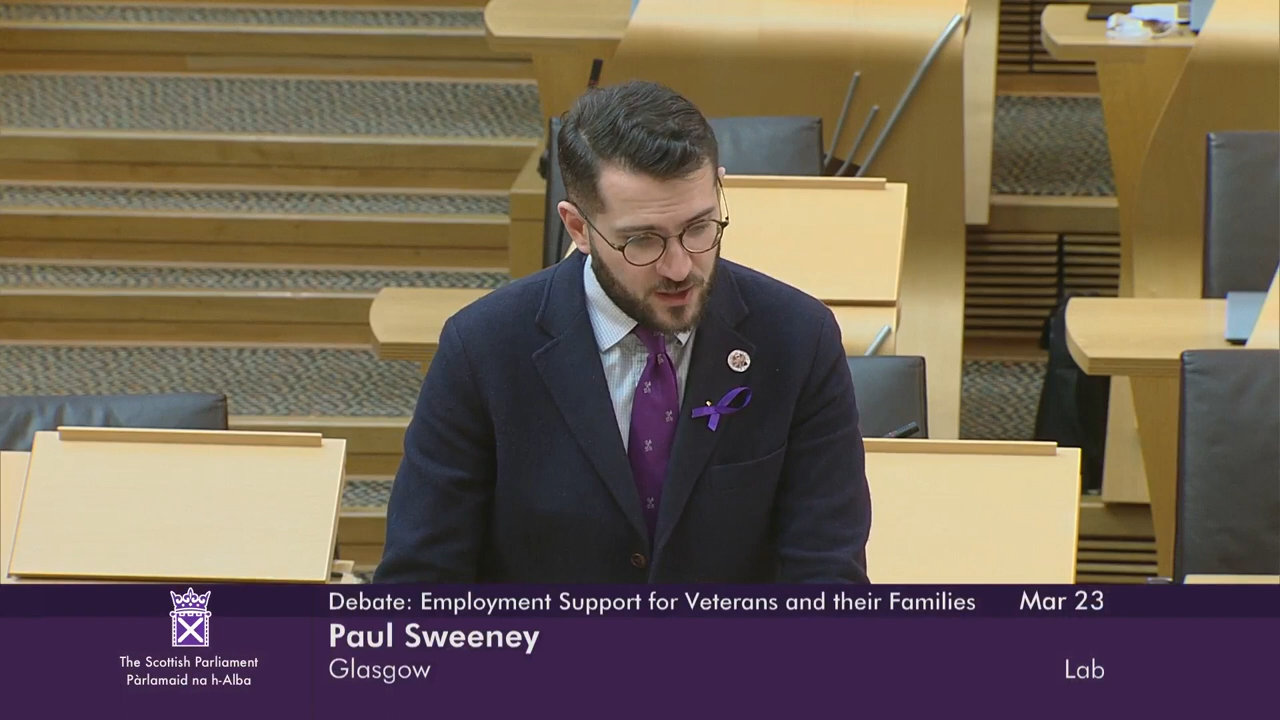 Debate: Employment Support for Veterans and their Families Mar 23
Paul Sweeney
Glasgow Lab
The Scottish Parliament
Pàrlamaid na h-Alba